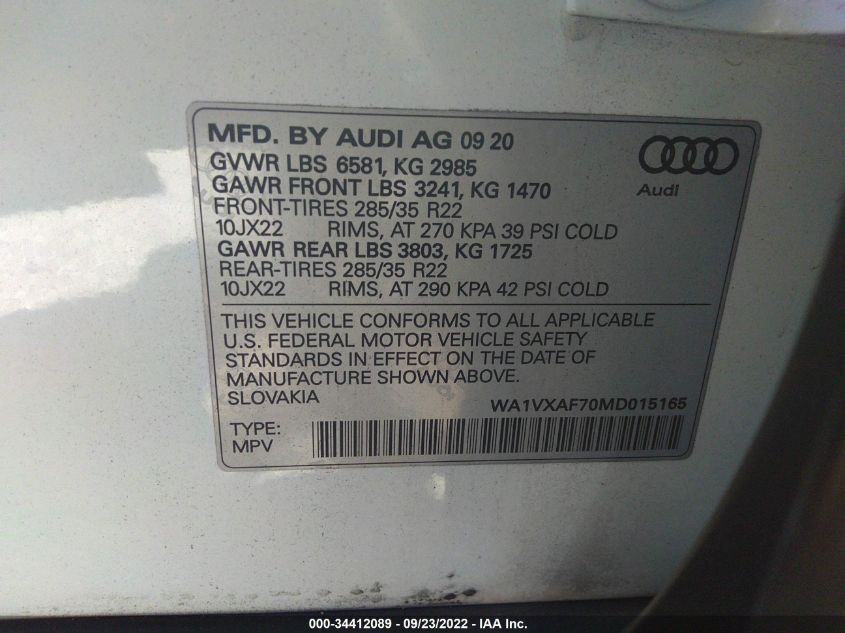 MFD. BY AUDI AG 09 20
GVWR LBS 6581, KG 2985
GAWR FRONT LBS 3241, KG 1470
FRONT-TIRES 285/35 R22
10JX22 RIMS, AT 270 KPA 39 PSI COLD
GAWR REAR LBS 3803, KG 1725
REAR-TIRES 285/35 R22
10JX22 RIMS, AT 290 KPA 42 PSI COLD
Audi
THIS VEHICLE CONFORMS TO ALL APPLICABLE
U.S. FEDERAL MOTOR VEHICLE SAFETY
STANDARDS IN EFFECT ON THE DATE OF
MANUFACTURE SHOWN ABOVE.
SLOVAKIA WA1VXAF70MD015165
TYPE:
MPV
000-34412089 - 09/23/2022 - IAA Inc.